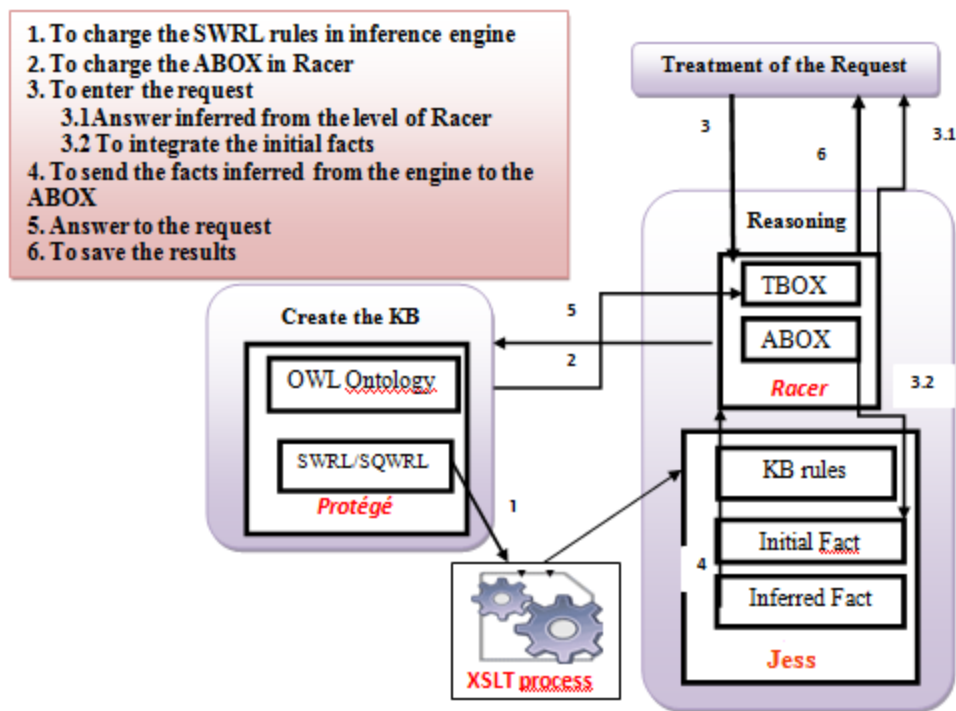 1. To charge the SWRL rules in inference engine
2. To charge the ABOX in Racer
3. To enter the request
3.1Answer inferred from the level of Racer
3.2 To integrate the initial facts
4. To send the facts inferred from the engine to the
ABOX
5. Answer to the request
6. To save the results
Treatment of the Request
3
6
3.1
Reasoning
TBOX
ABOX
Racer
3.2
Create the KB
OWL Ontology
SWRL/SQWRL
Protégé
5
2
1
KB rules
Initial Fact
4
Inferred Fact
Jess
XSLT process